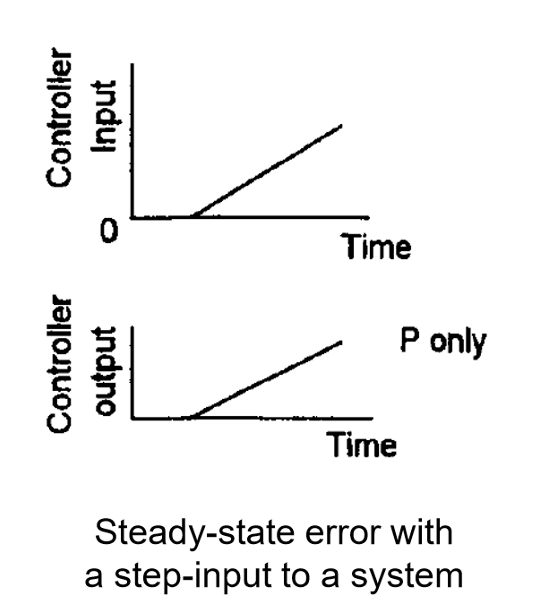 Controller
Input
0
Time
Controller
output
P only
Time
Steady-state error with
a step-input to a system